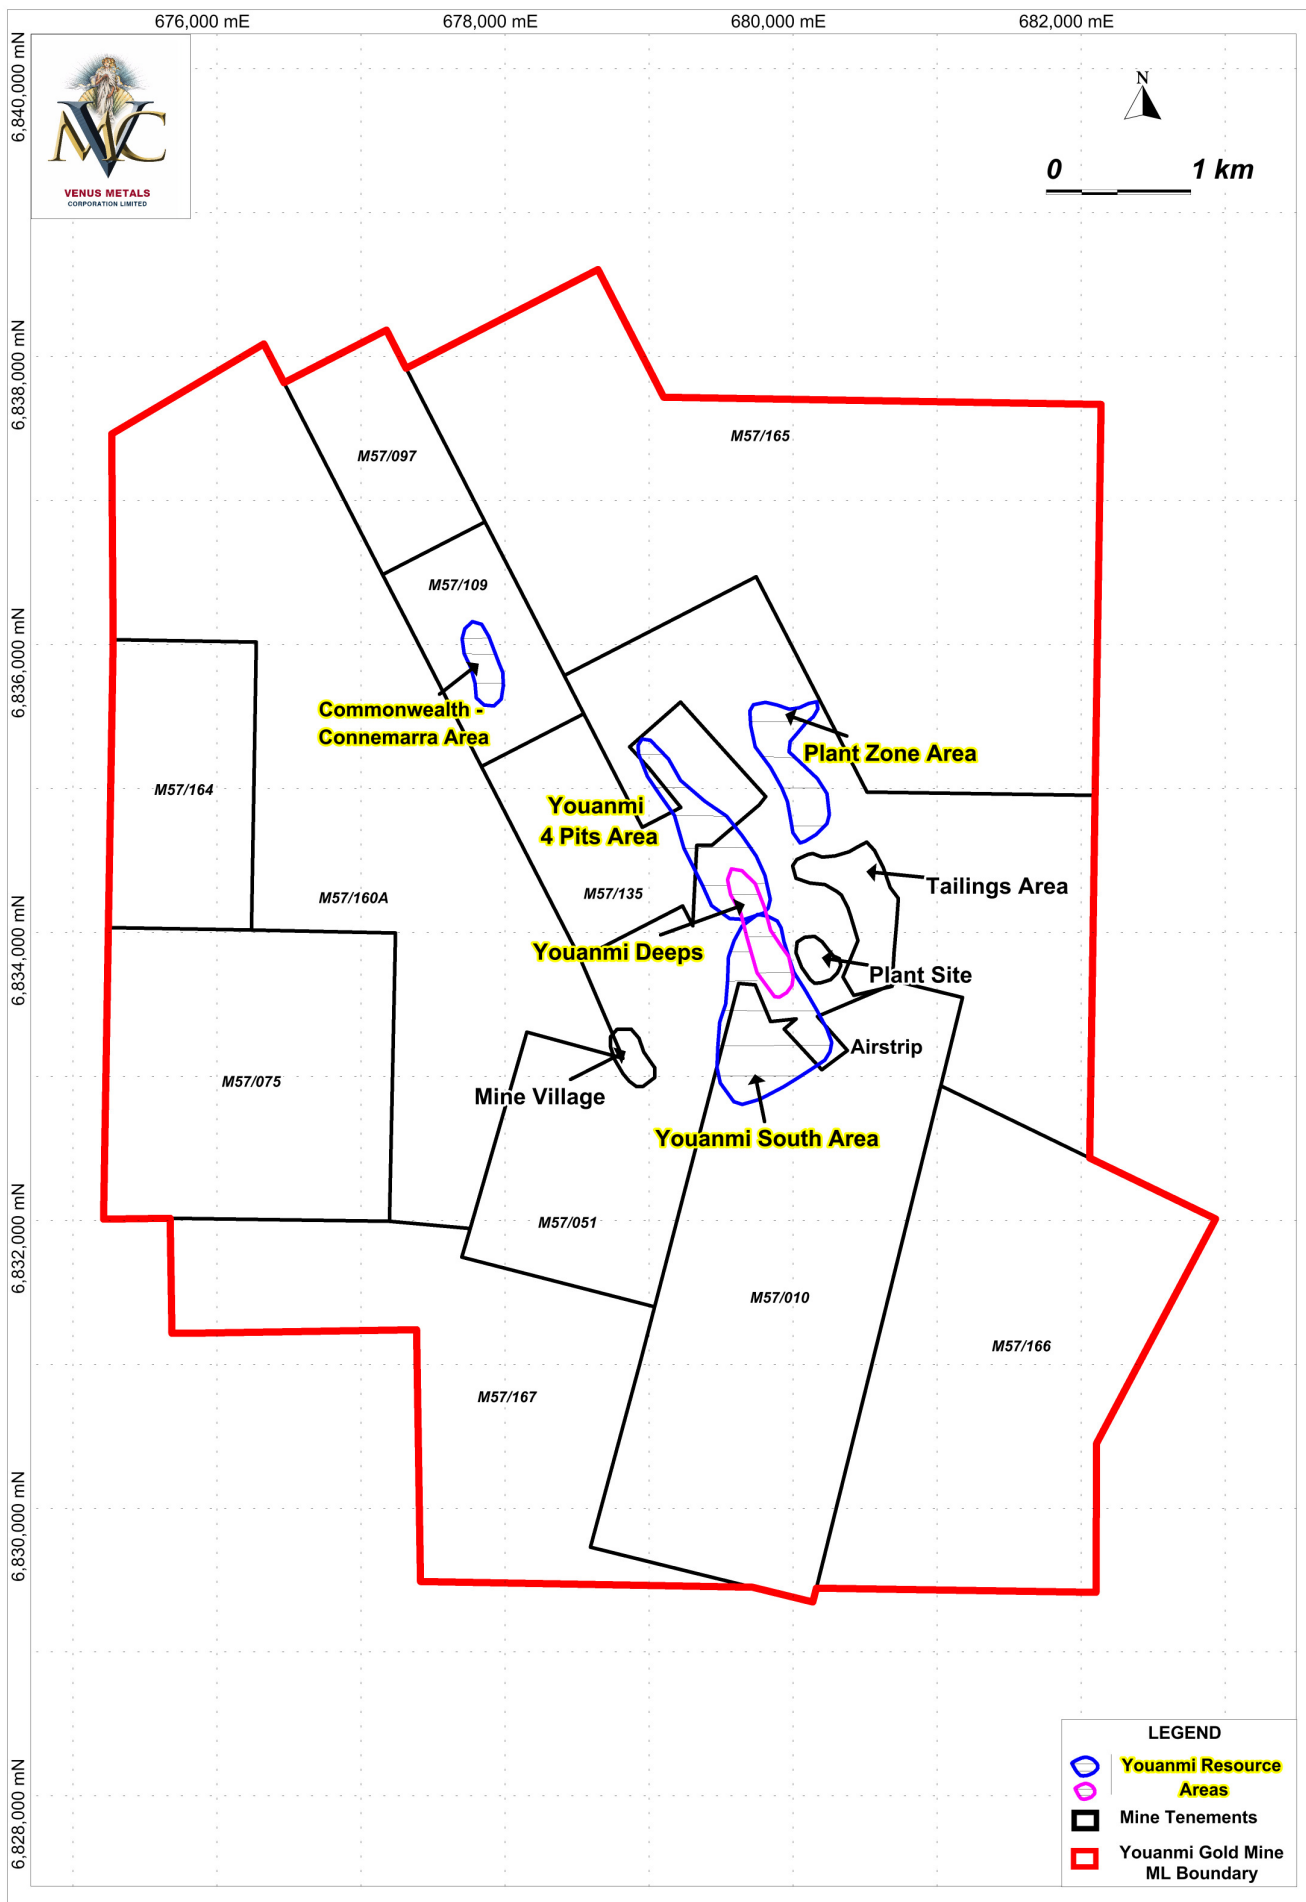 676,000 mE
678,000 mE
680,000 mE
682,000 mE
6,840,000 mN
6,838,000 mN
6,836,000 mN
6,834,000 mN
6,832,000 mN
6,830,000 mN
6,828,000 mN
VMC
VENUS METALS
CORPORATION LIMITED
N
0
1 km
M57/097
M57/165
M57/109
Commonwealth -
Connemarra Area
Plant Zone Area
M57/164
Youanmi
4 Pits Area
M57/160A
M57/135
Tailings Area
Youanmi Deeps
Plant Site
Airstrip
M57/075
Mine Village
Youanmi South Area
M57/051
M57/010
M57/166
M57/167
LEGEND
Youanmi Resource
Areas
Mine Tenements
Youanmi Gold Mine
ML Boundary